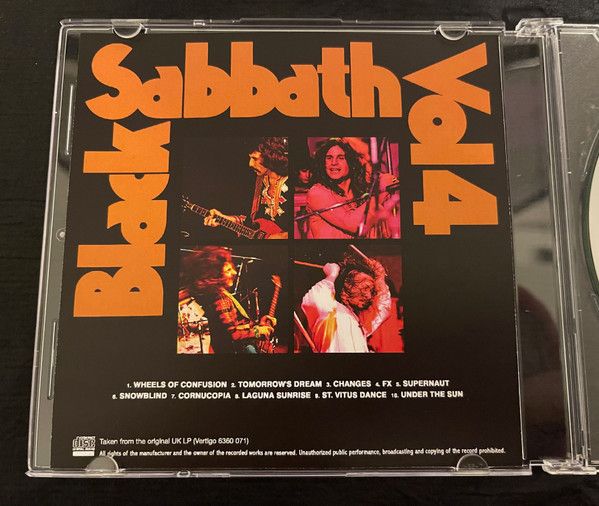 Black Sabbath Vol 4
1. WHEELS OF CONFUSION 2. TOMORROW'S DREAM 3. CHANGES 4. FX 5. SUPERNAUT
6. SNOWBLIND 7. CORNUCOPIA 8. LAGUNA SUNRISE 9. ST. VITUS DANCE 10. UNDER THE SUN
COMPACT
disc
Taken from the original UK LP (Vertigo 6360 071)
All rights of the manufacturer and the owner of the recorded works are reserved. Unauthorized public performance, broadcasting and copying of the record prohibited.